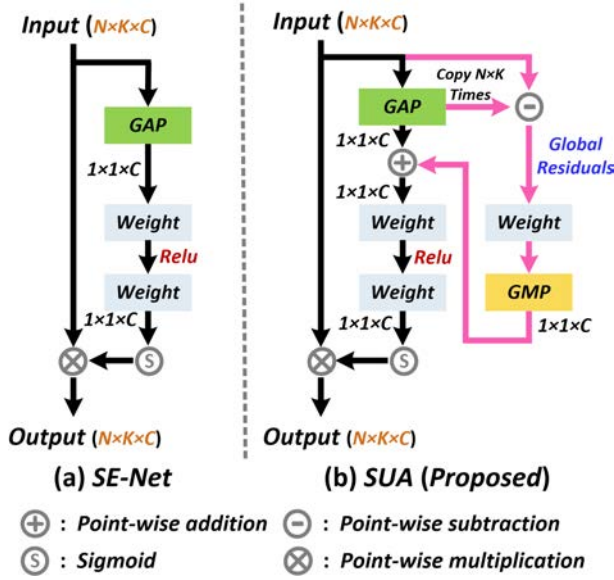 Input (N×K×C)
GAP
1×1×C
Weight
Relu
Weight
1×1×C
S
Output (N×K×C)
(a) SE-Net
Input (N×K×C)
Copy N×K
Times
GAP
1×1×C
1×1×C
Weight
Relu
Weight
1×1×C
S
Global
Residuals
Weight
GMP
1×1×C
Output (N×K×C)
(b) SUA (Proposed)
: Point-wise addition
: Point-wise subtraction
S : Sigmoid
: Point-wise multiplication